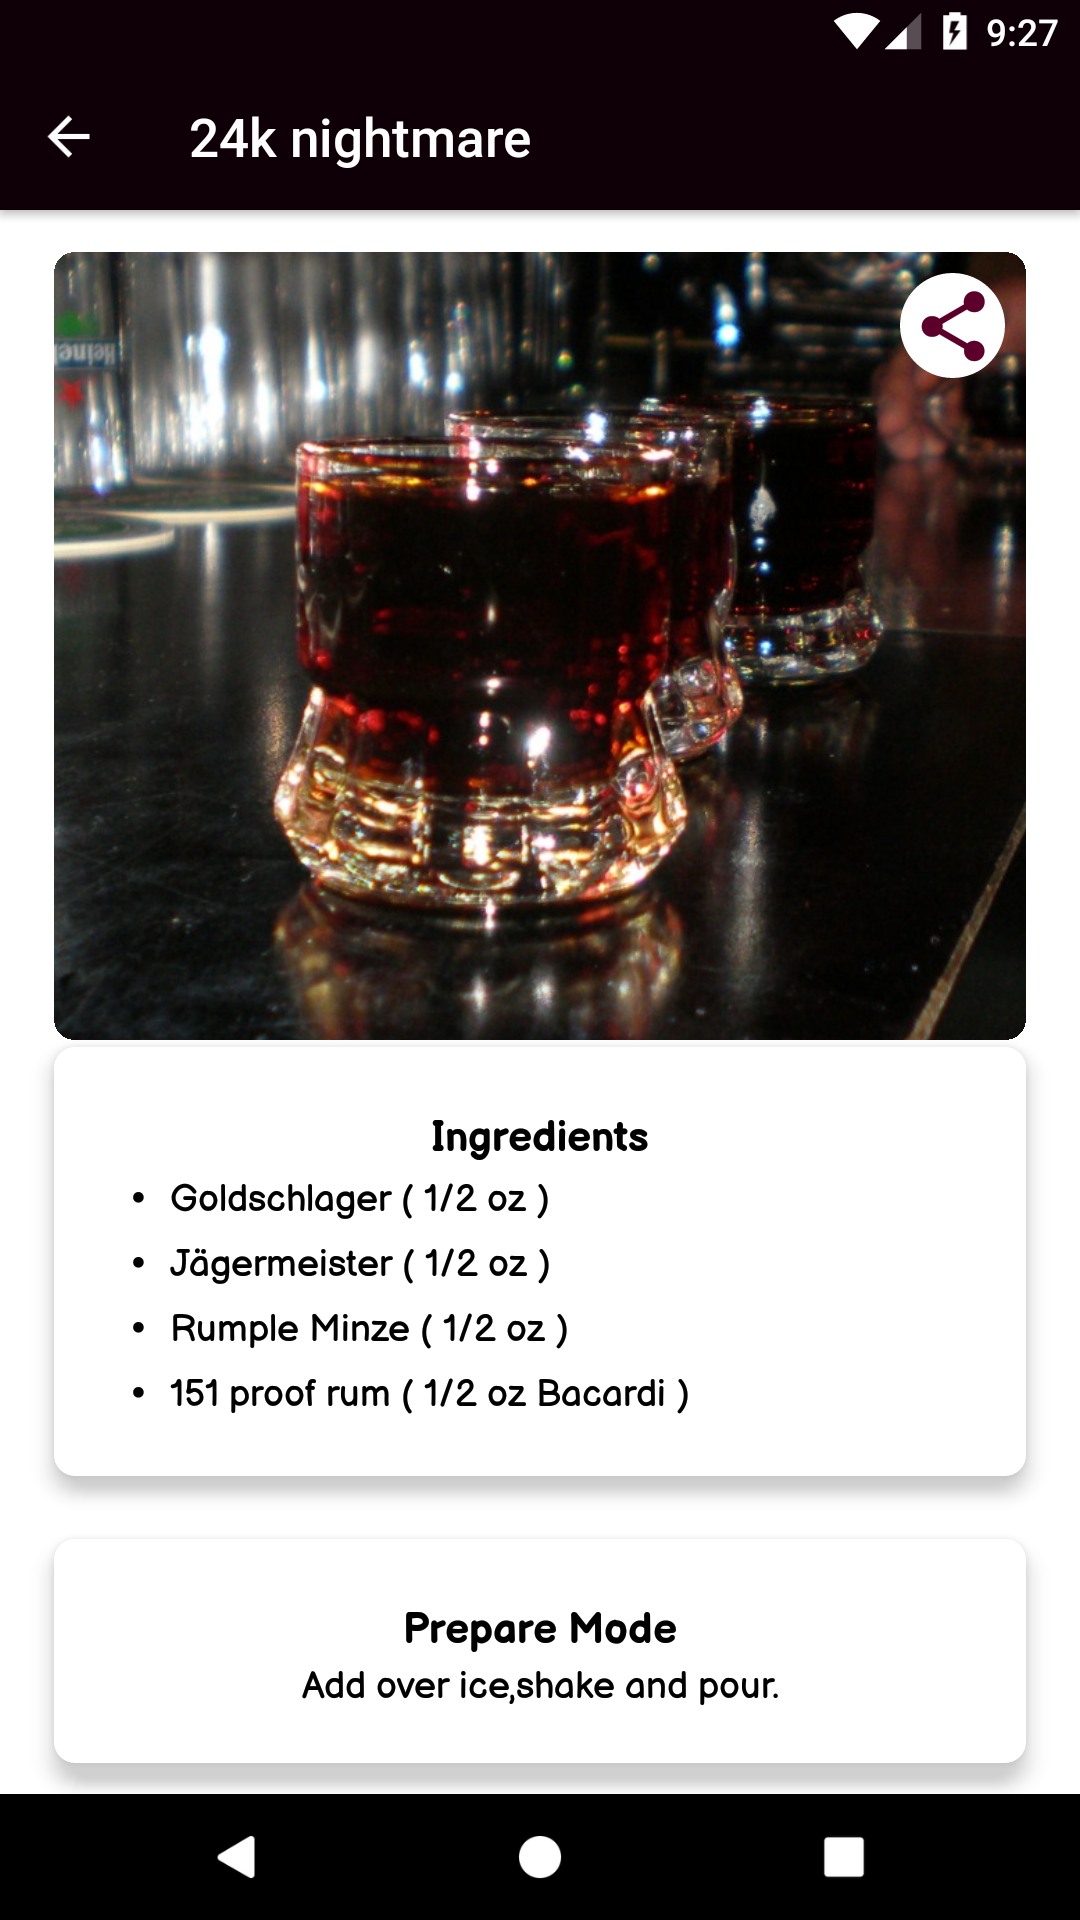 9:27
24k nightmare
Ingredients
• Goldschlager ( 1/2 oz )
• Jägermeister ( 1/2 oz )
• Rumple Minze ( 1/2 oz )
• 151 proof rum ( 1/2 oz Bacardi )
Prepare Mode
Add over ice,shake and pour.